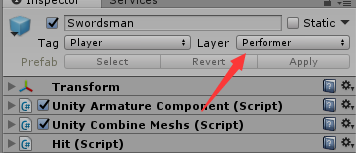 Inspector Services
Swordsman Static
Tag Player Layer Performer
Prefab Select Revert Apply
Transform
Unity Armature Component (Script)
Unity Combine Meshs (Script)
Hit (Script)